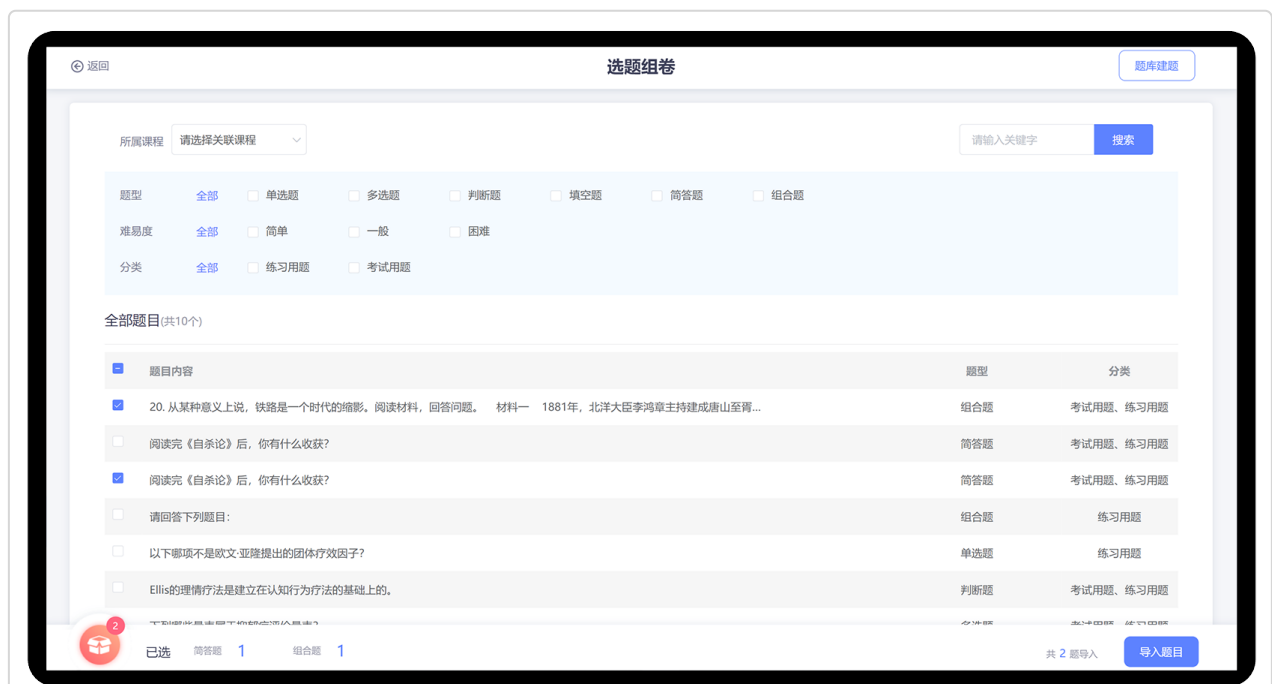 返回 选题组卷 题库建题
所属课程 请选择关联课程 请输入关键字 搜索
题型 全部 单选题 多选题 判断题 填空题 简答题 组合题
难易度 全部 简单 一般 困难
分类 全部 练习用题 考试用题
全部题目(共10个)
题目内容 题型 分类
20. 从某种意义上说，铁路是一个时代的缩影。阅读材料，回答问题。 材料一 1881年，北洋大臣李鸿章主持建成唐山至胥... 组合题 考试用题、练习用题
阅读完《自杀论》后，你有什么收获？ 简答题 考试用题、练习用题
阅读完《自杀论》后，你有什么收获？ 简答题 考试用题、练习用题
请回答下列题目： 组合题 练习用题
以下哪项不是欧文·亚隆提出的团体疗效因子？ 单选题 练习用题
Ellis的理情疗法是建立在认知行为疗法的基础上的。 判断题 考试用题、练习用题
多选题 考试用题、练习用题
2
已选 简答题 1 组合题 1 共 2 题导入 导入题目